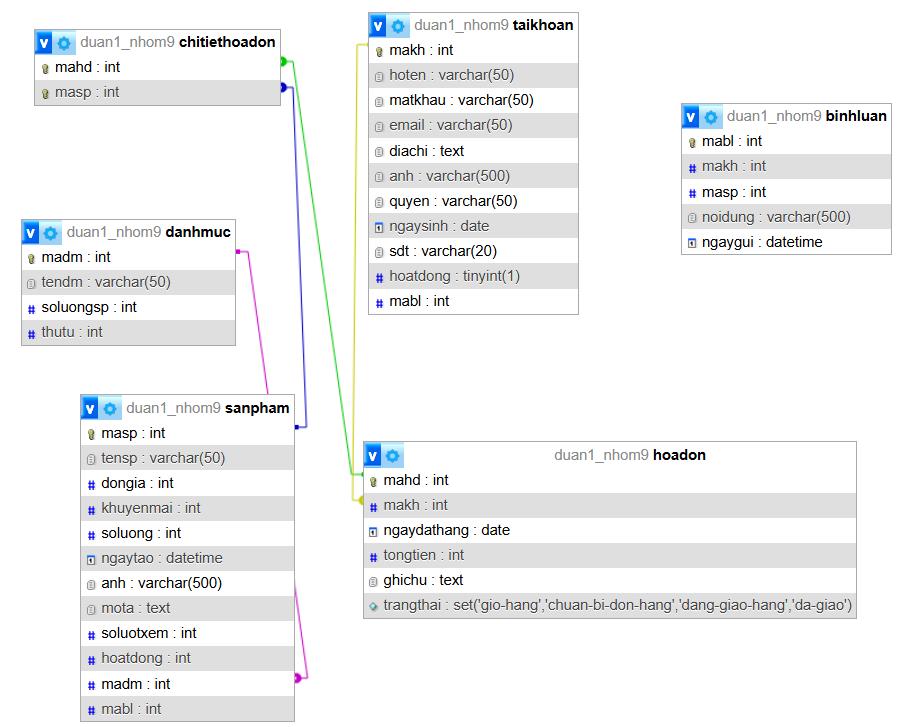 duan1_nhom9 chitiethoadon
mahd : int
masp : int
duan1_nhom9 taikhoan
makh : int
hoten : varchar(50)
matkhau : varchar(50)
email : varchar(50)
diachi : text
anh : varchar(500)
quyen : varchar(50)
ngaysinh : date
sdt : varchar(20)
hoatdong : tinyint(1)
mabl : int
duan1_nhom9 binhluan
mabl : int
makh : int
masp : int
noidung : varchar(500)
ngaygui : datetime
duan1_nhom9 danhmuc
madm : int
tendm : varchar(50)
soluongsp : int
thutu : int
duan1_nhom9 sanpham
masp : int
tensp : varchar(50)
dongia : int
khuyenmai : int
soluong : int
ngaytao : datetime
anh : varchar(500)
mota : text
soluotxem : int
hoatdong : int
madm : int
mabl : int
duan1_nhom9 hoadon
mahd : int
makh : int
ngaydathang : date
tongtien : int
ghichu : text
trangthai : set('gio-hang','chuan-bi-don-hang','dang-giao-hang','da-giao')